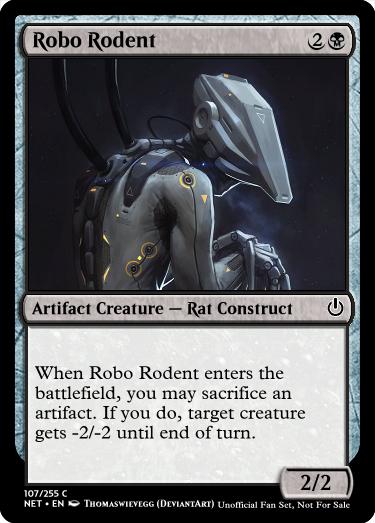 Robo Rodent 2
Artifact Creature — Rat Construct
When Robo Rodent enters the
battlefield, you may sacrifice an
artifact. If you do, target creature
gets -2/-2 until end of turn.
2/2
107/255 C
NET • EN Thomaswievegg (DeviantArt) Unofficial Fan Set, Not For Sale